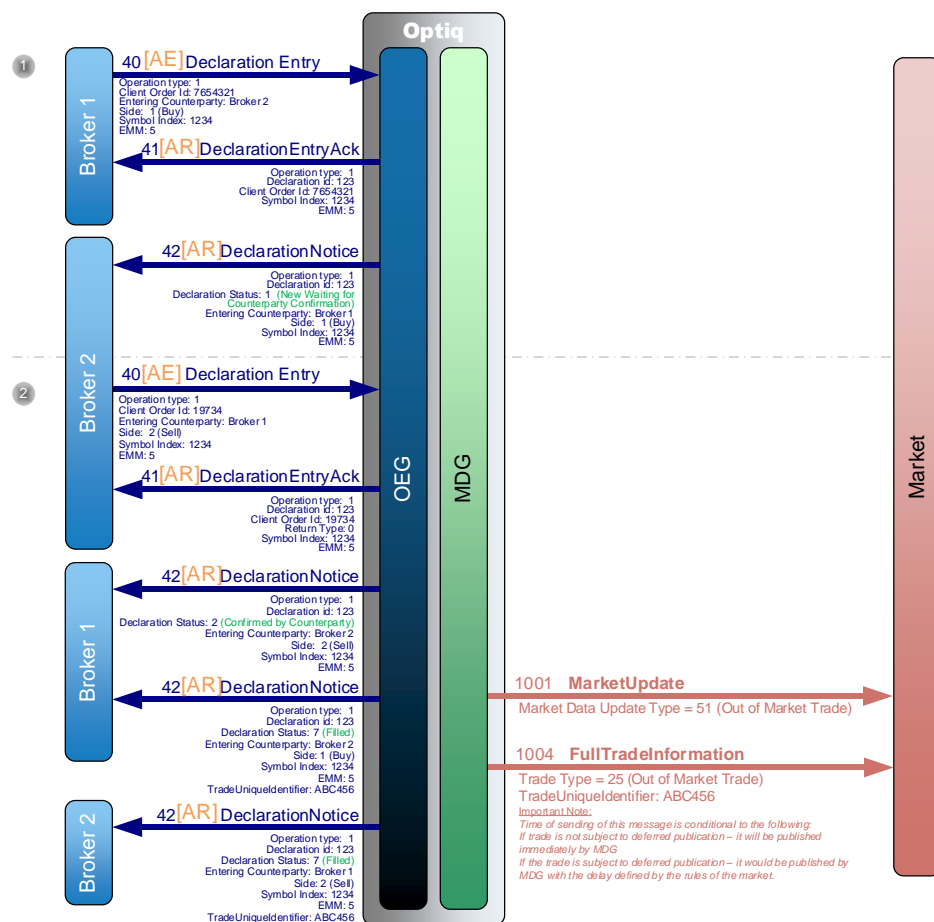 Optiq
1
Broker 1
40 [AE] Declaration Entry
Operation type: 1
Client Order Id: 7654321
Entering Counterparty: Broker 2
Side: 1 (Buy)
Symbol Index: 1234
EMM: 5
41[AR]DeclarationEntryAck
Operation type: 1
Declaration id: 123
Client Order Id: 7654321
Symbol Index: 1234
EMM: 5
Broker 2
42[AR]DeclarationNotice
Operation type: 1
Declaration id: 123
Declaration Status: 1 (New Waiting for
Counterparty Confirmation)
Entering Counterparty: Broker 1
Side: 1 (Buy)
Symbol Index: 1234
EMM: 5
2
40[AE] Declaration Entry
Operation type: 1
Client Order Id: 19734
Entering Counterparty: Broker 1
Side: 2 (Sell)
Symbol Index: 1234
EMM: 5
41[AR]DeclarationEntryAck
Operation type: 1
Declaration id: 123
Client Order Id: 19734
Return Type: 0
Symbol Index: 1234
EMM: 5
OEG
MDG
Market
Broker 1
42[AR]DeclarationNotice
Operation type: 1
Declaration id: 123
Declaration Status: 2 (Confirmed by Counterparty)
Entering Counterparty: Broker 2
Side: 2 (Sell)
Symbol Index: 1234
EMM: 5
42[AR]DeclarationNotice
Operation type: 1
Declaration id: 123
Declaration Status: 7 (Filled)
Entering Counterparty: Broker 2
Side: 1 (Buy)
Symbol Index: 1234
EMM: 5
TradeUniqueIdentifier: ABC456
1001 MarketUpdate
Market Data Update Type = 51 (Out of Market Trade)
1004 FullTradeInformation
Trade Type = 25 (Out of Market Trade)
TradeUniqueIdentifier: ABC456
Important Note:
Time of sending of this message is conditional to the following:
If trade is not subject to deferred publication – it will be published
immediately by MDG
If the trade is subject to deferred publication – it would be published by
MDG with the delay defined by the rules of the market.
Broker 2
42[AR]DeclarationNotice
Operation type: 1
Declaration id: 123
Declaration Status: 7 (Filled)
Entering Counterparty: Broker 1
Side: 2 (Sell)
Symbol Index: 1234
EMM: 5
TradeUniqueIdentifier: ABC456